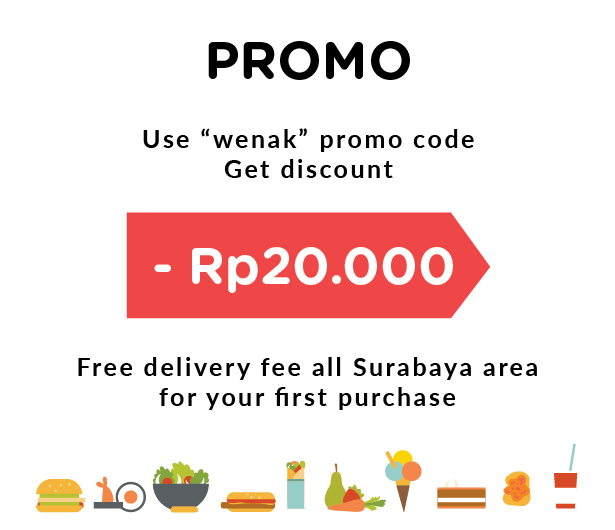 PROMO
Use “wenak” promo code
Get discount
- Rp20.000
Free delivery fee all Surabaya area
for your first purchase